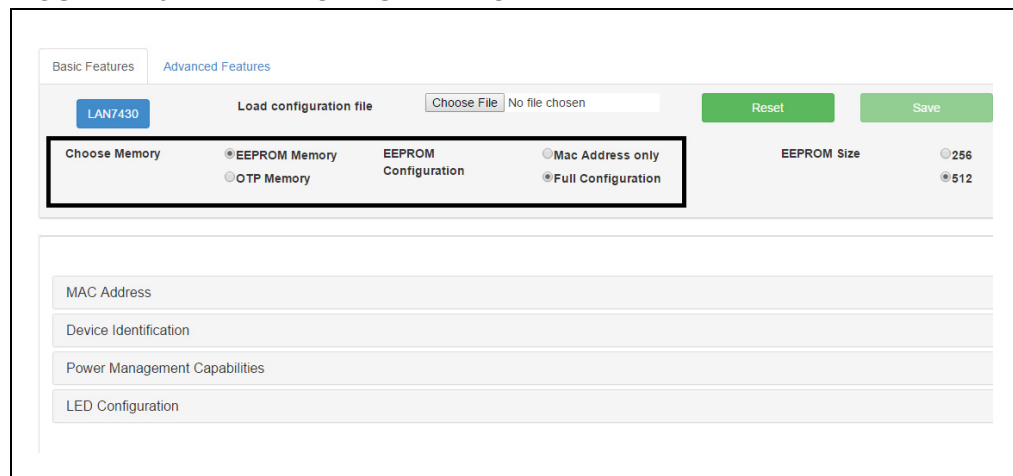 Basic Features Advanced Features
LAN7430 Load configuration file Choose File No file chosen Reset Save
Choose Memory EEPROM Memory EEPROM Mac Address only EEPROM Size 256
OTP Memory Configuration Full Configuration 512
MAC Address
Device Identification
Power Management Capabilities
LED Configuration